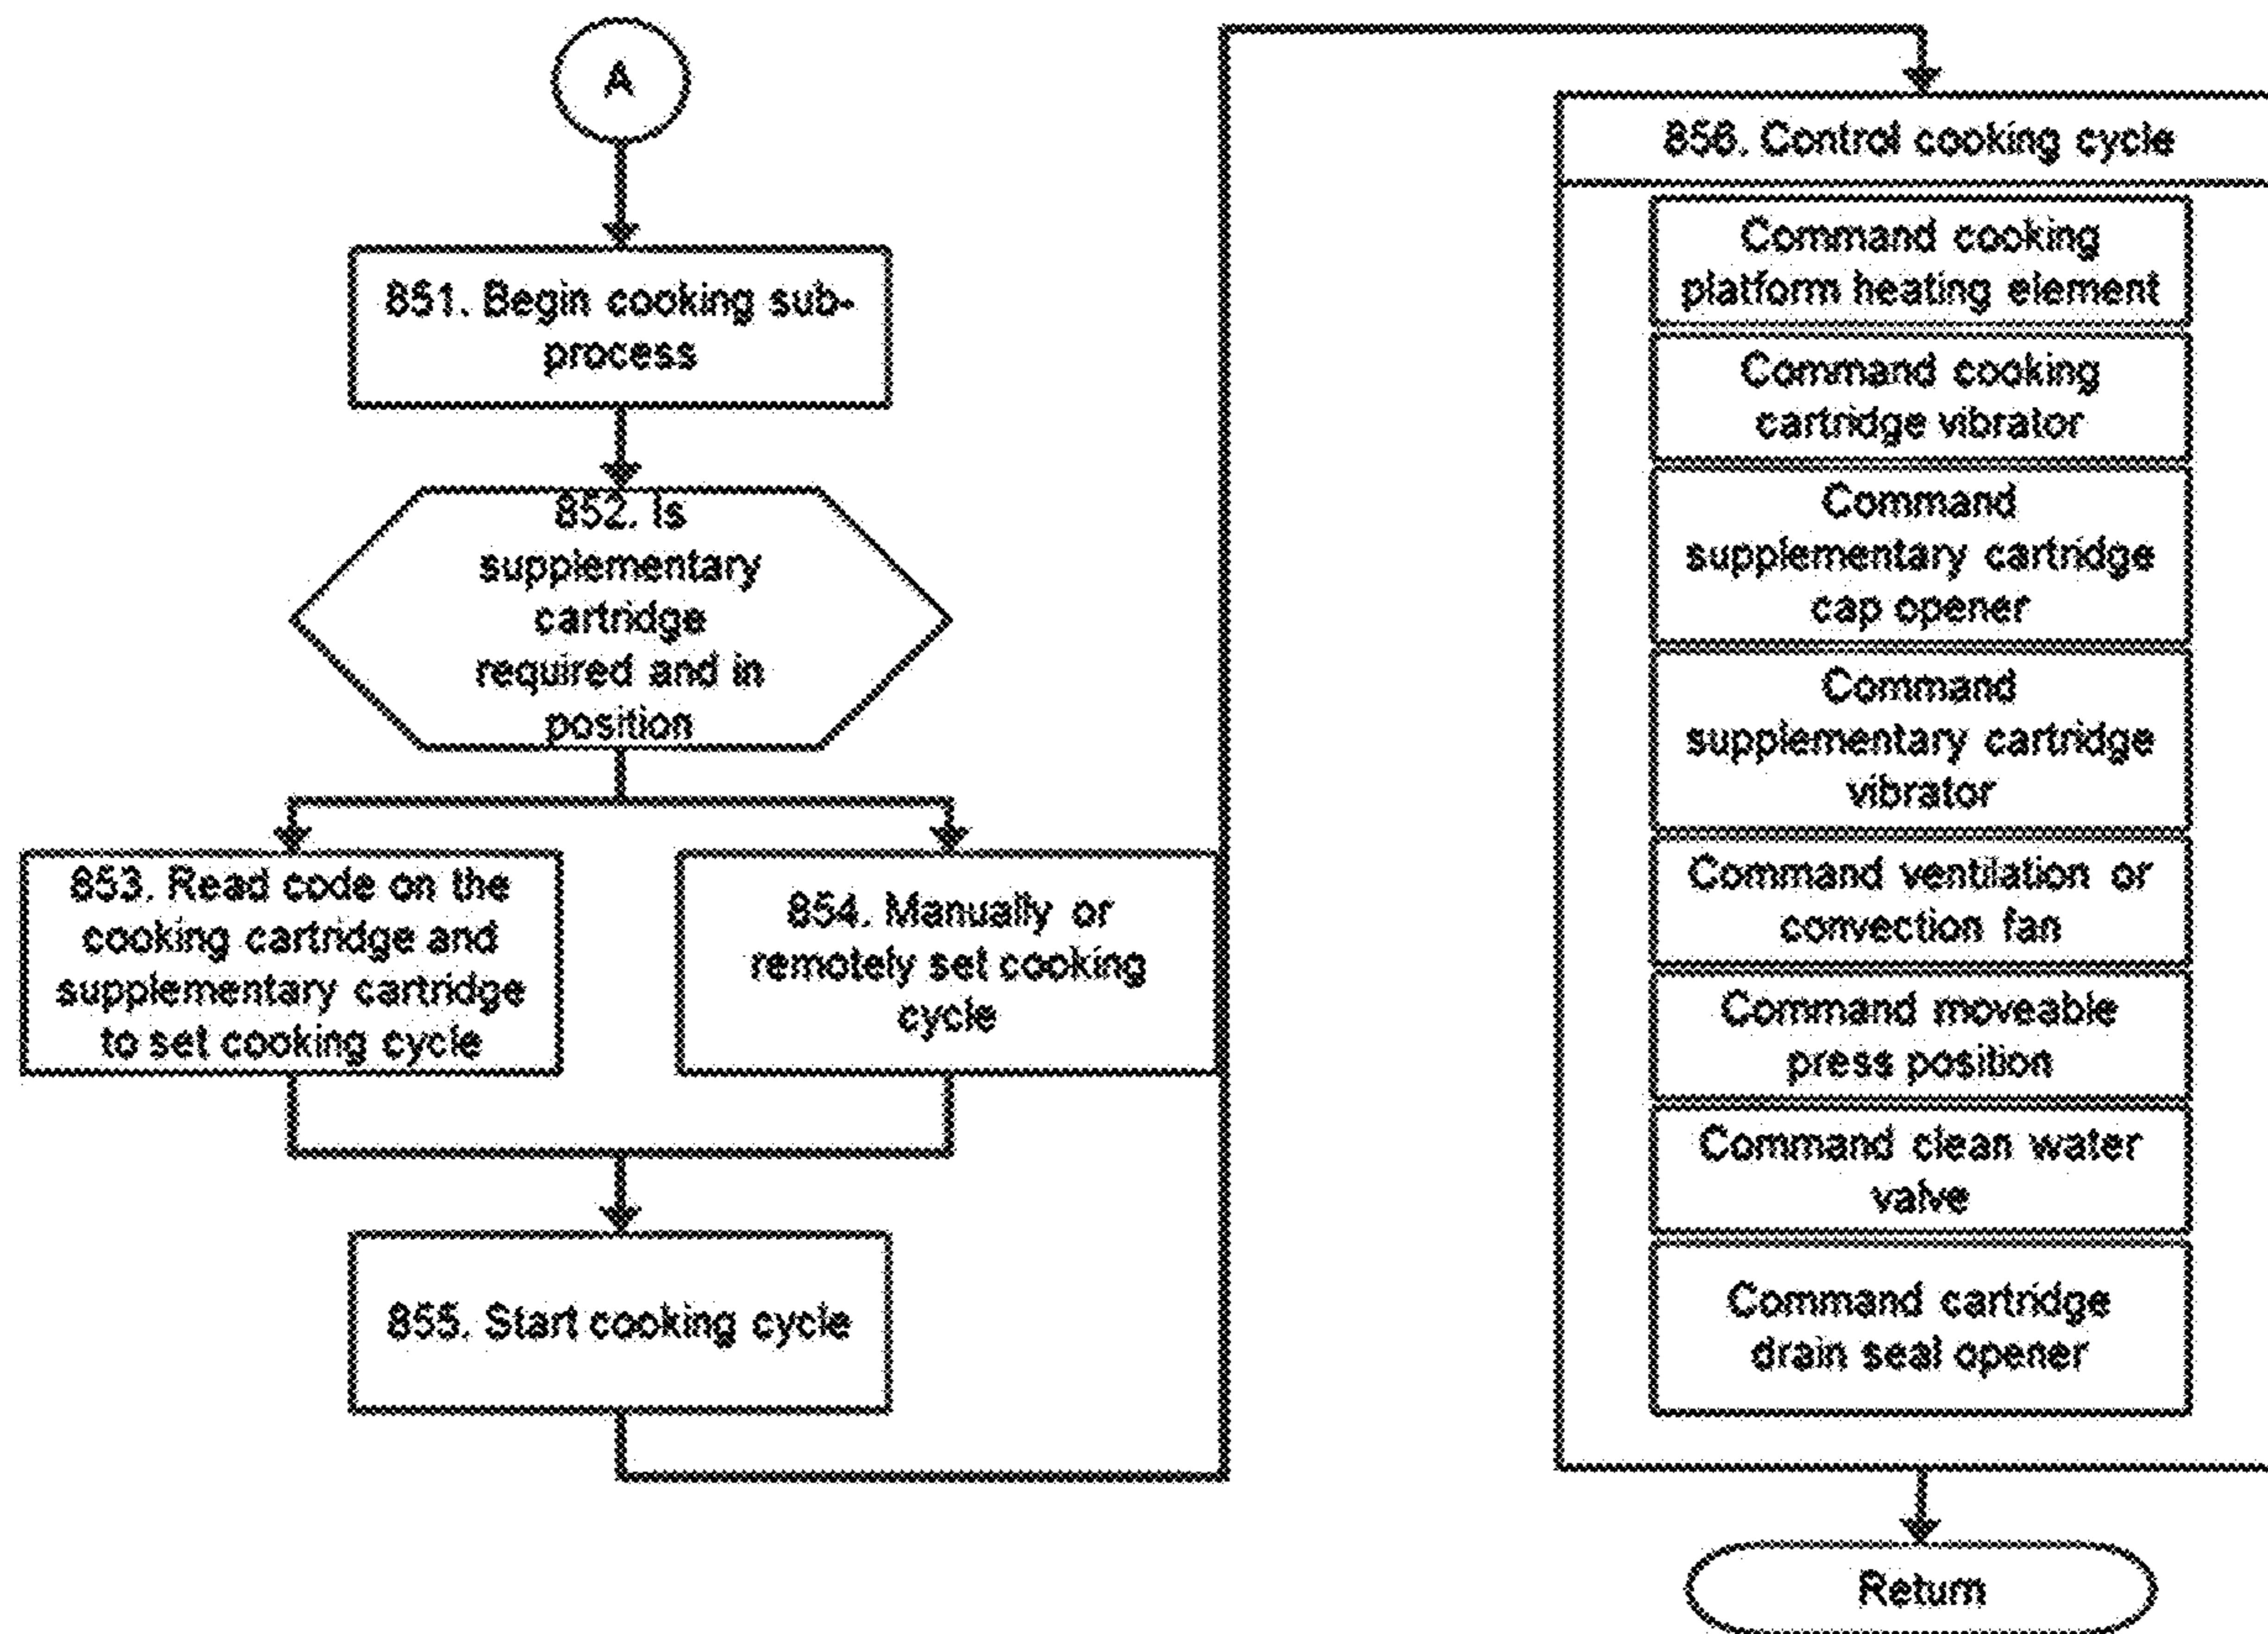 A
851. Begin cooking sub-
process
852. Is
supplementary
cartridge
required and in
position
853. Read code on the
cooking cartridge and
supplementary cartridge
to set cooking cycle
854. Manually or
remotely set cooking
cycle
855. Start cooking cycle
856. Control cooking cycle
Command cooking
platform heating element
Command cooking
cartridge vibrator
Command
supplementary cartridge
cap opener
Command
supplementary cartridge
vibrator
Command ventilation or
convection fan
Command moveable
press position
Command clean water
valve
Command cartridge
drain seal opener
Return